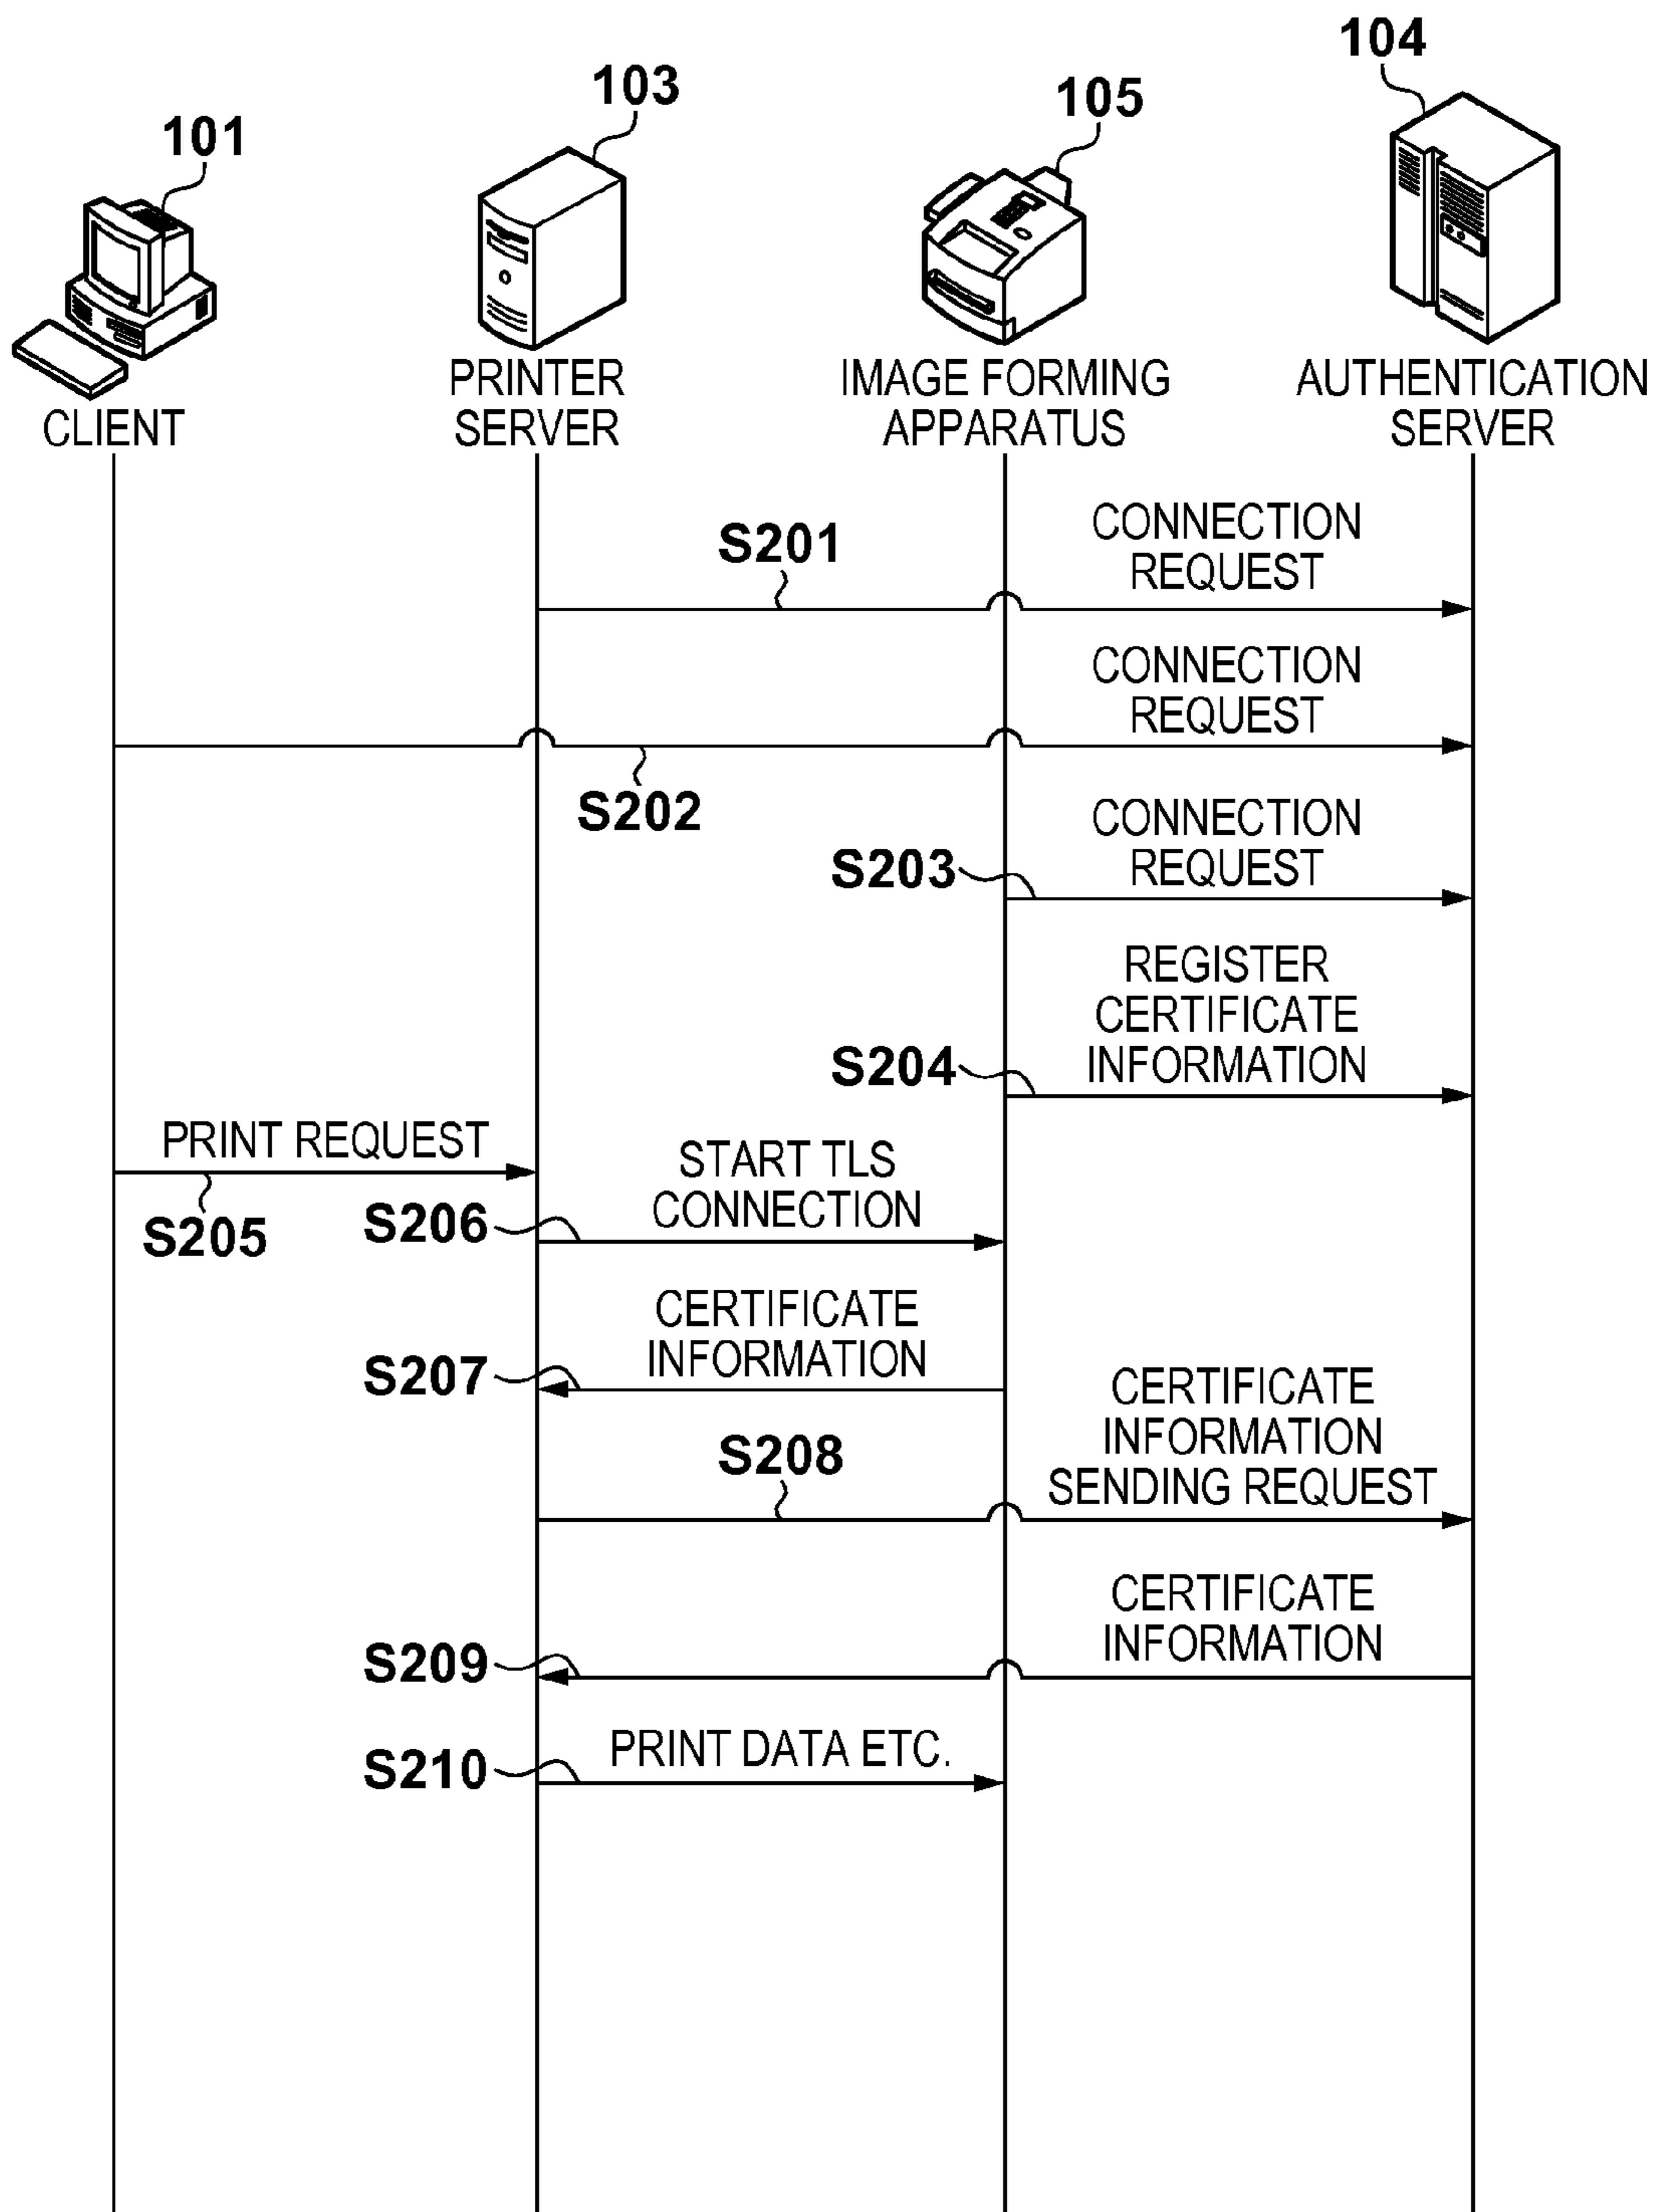 104
103
105
101
CLIENT
PRINTER
SERVER
IMAGE FORMING
APPARATUS
AUTHENTICATION
SERVER
S201
CONNECTION
REQUEST
CONNECTION
REQUEST
S202
CONNECTION
REQUEST
S203
REGISTER
CERTIFICATE
INFORMATION
S204
PRINT REQUEST
S205
START TLS
CONNECTION
S206
CERTIFICATE
INFORMATION
S207
CERTIFICATE
INFORMATION
SENDING REQUEST
S208
CERTIFICATE
INFORMATION
S209
PRINT DATA ETC.
S210